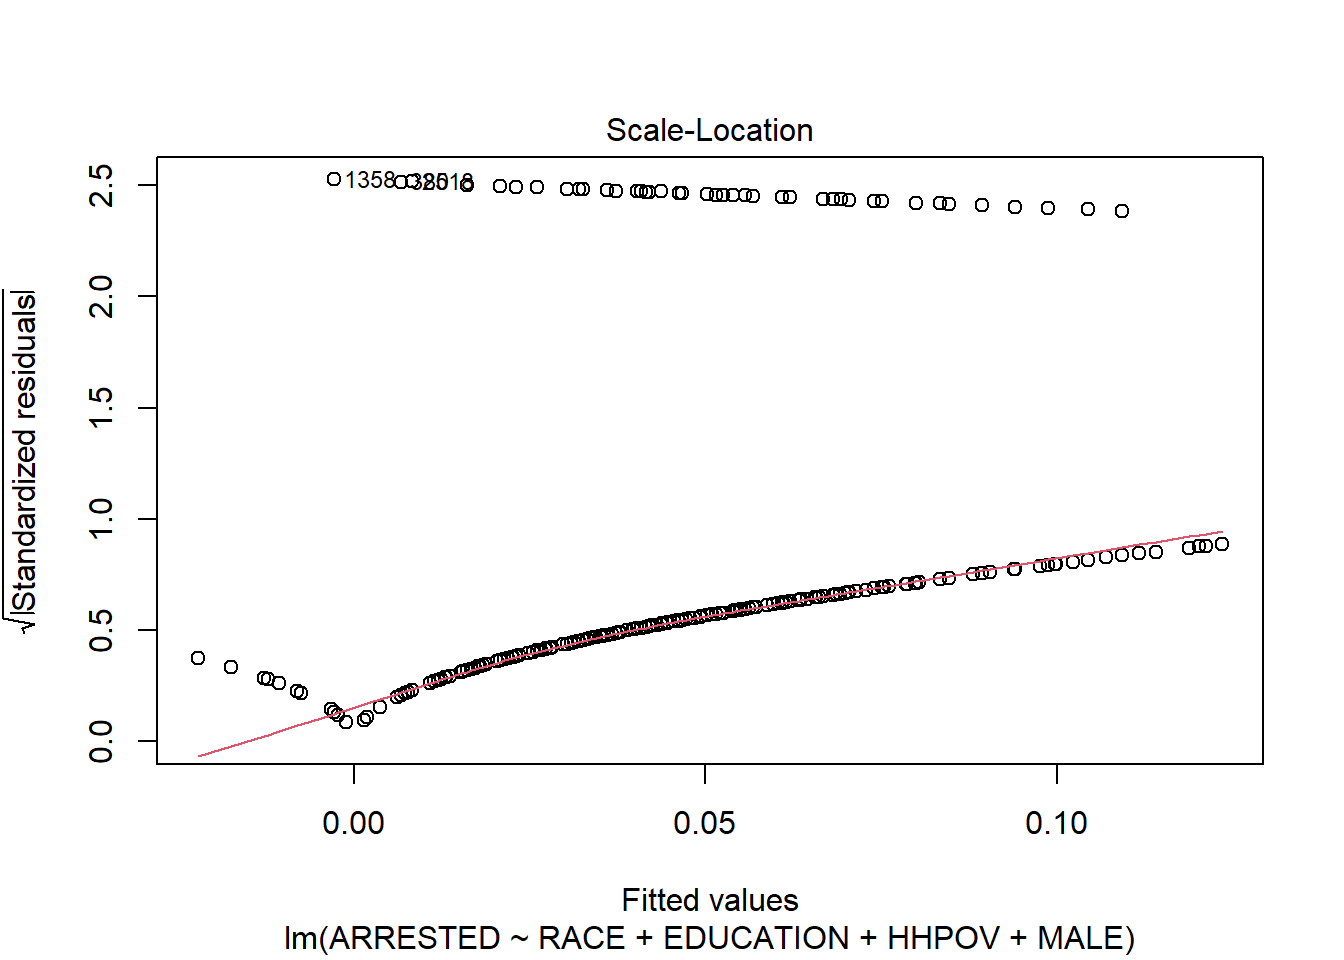 Scale-Location
√|Standardized residuals|
2.5
2.0
1.5
1.0
0.5
0.0
1358
0.00
0.05
0.10
Fitted values
lm(ARRESTED ~ RACE + EDUCATION + HHPOV + MALE)